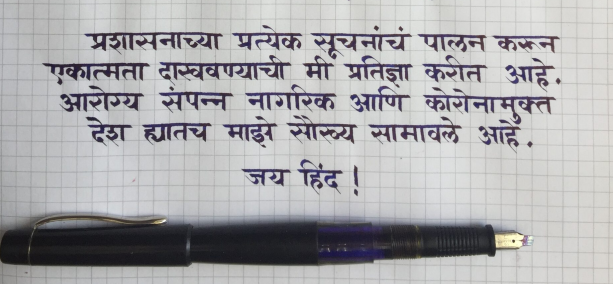 प्रशासनाच्या प्रत्येक सूचनांचं पालन करून
एकात्मता दाखवण्याची मी प्रतिज्ञा करीत आहे.
आरोग्य संपन्न नागरिक आणि कोरोनामुक्त
देश ह्यातच माझे सौख्य सामावले आहे.
जय हिंद !